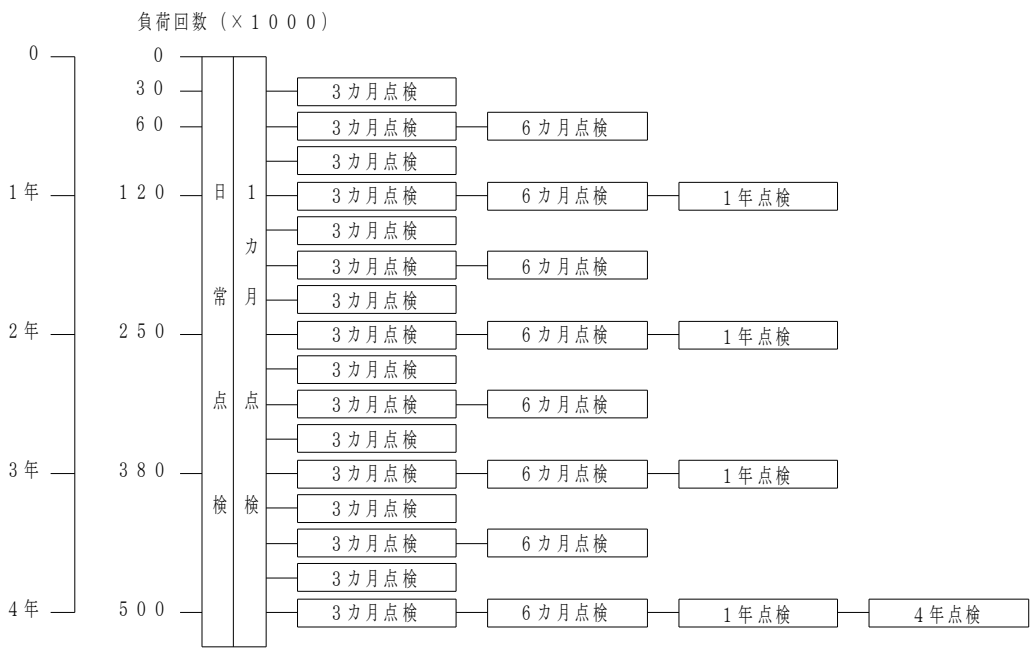 負荷回数（×1000）
0 0
30 3カ月点検
60 3カ月点検 6カ月点検
3カ月点検
1年 120 3カ月点検 6カ月点検 1年点検
3カ月点検
3カ月点検 6カ月点検
3カ月点検
2年 250 3カ月点検 6カ月点検 1年点検
3カ月点検
3カ月点検 6カ月点検
3カ月点検
3年 380 3カ月点検 6カ月点検 1年点検
3カ月点検
3カ月点検 6カ月点検
3カ月点検
4年 500 3カ月点検 6カ月点検 1年点検 4年点検
日常点検
1カ月点検